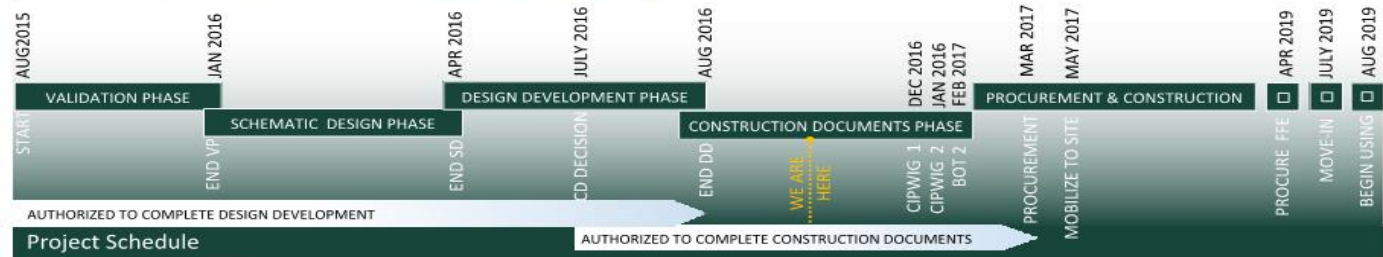 AUG2015
JAN 2016
APR 2016
JULY 2016
AUG 2016
DEC 2016
JAN 2016
FEB 2017
MAR 2017
MAY 2017
APR 2019
JULY 2019
AUG 2019
VALIDATION PHASE
SCHEMATIC DESIGN PHASE
DESIGN DEVELOPMENT PHASE
CONSTRUCTION DOCUMENTS PHASE
PROCUREMENT & CONSTRUCTION
START
END VP
END SD
CD DECISION
END DD
WE ARE
HERE
CIPWIG 1
CIPWIG 2
BOT 2
PROCUREMENT
MOBILIZE TO SITE
PROCURE FFE
MOVE-IN
BEGIN USING
AUTHORIZED TO COMPLETE DESIGN DEVELOPMENT
AUTHORIZED TO COMPLETE CONSTRUCTION DOCUMENTS
Project Schedule